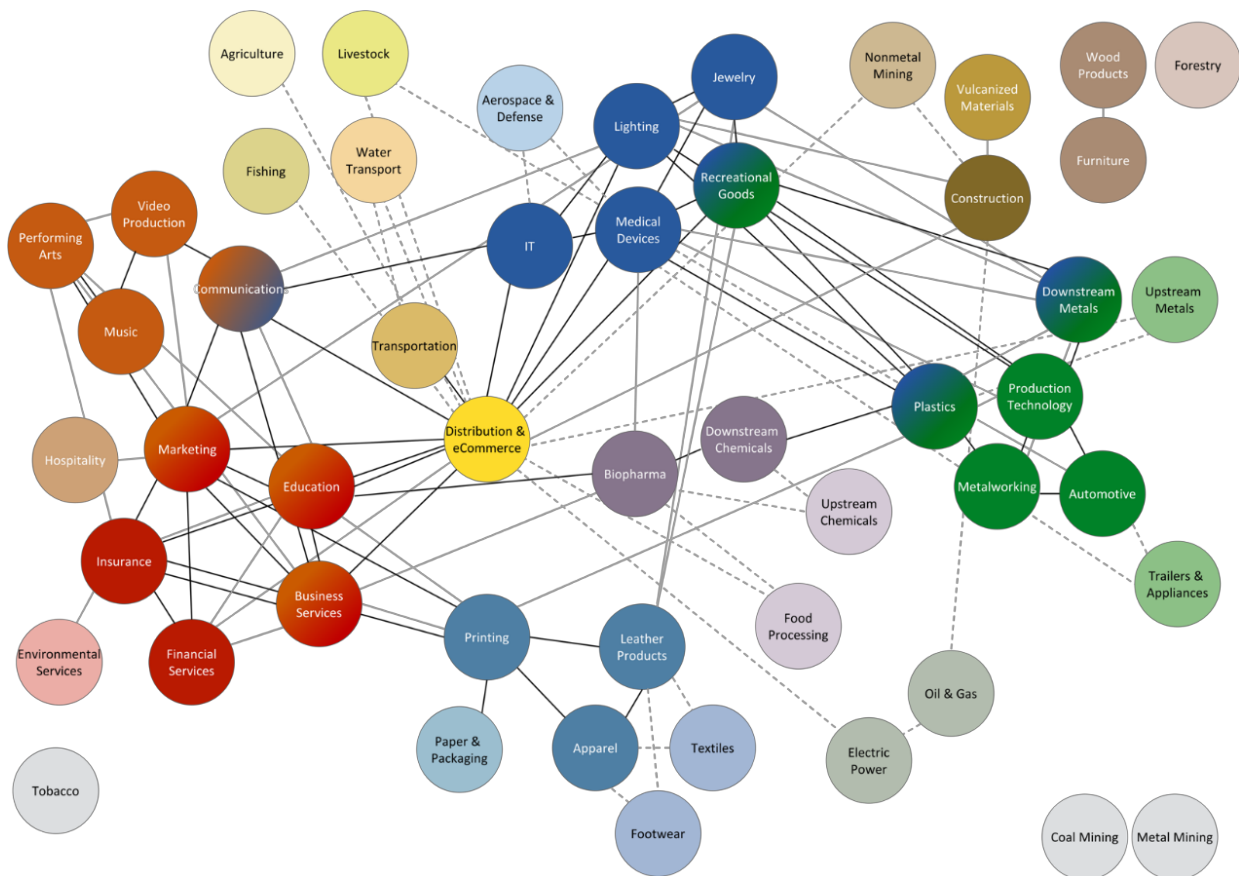 Agriculture
Livestock
Nonmetal
Mining
Wood
Products
Forestry
Jewelry
Aerospace &
Defense
Vulcanized
Materials
Lighting
Water
Transport
Fishing
Furniture
Recreational
Goods
Construction
Video
Production
Performing
Arts
IT
Medical
Devices
Communication
Downstream
Metals
Upstream
Metals
Music
Transportation
Production
Technology
Plastics
Distribution &
eCommerce
Downstream
Chemicals
Marketing
Hospitality
Education
Biopharma
Metalworking
Automotive
Upstream
Chemicals
Insurance
Trailers &
Appliances
Business
Services
Food
Processing
Printing
Leather
Products
Environmental
Services
Financial
Services
Oil & Gas
Paper &
Packaging
Apparel
Textiles
Electric
Power
Tobacco
Footwear
Coal Mining
Metal Mining